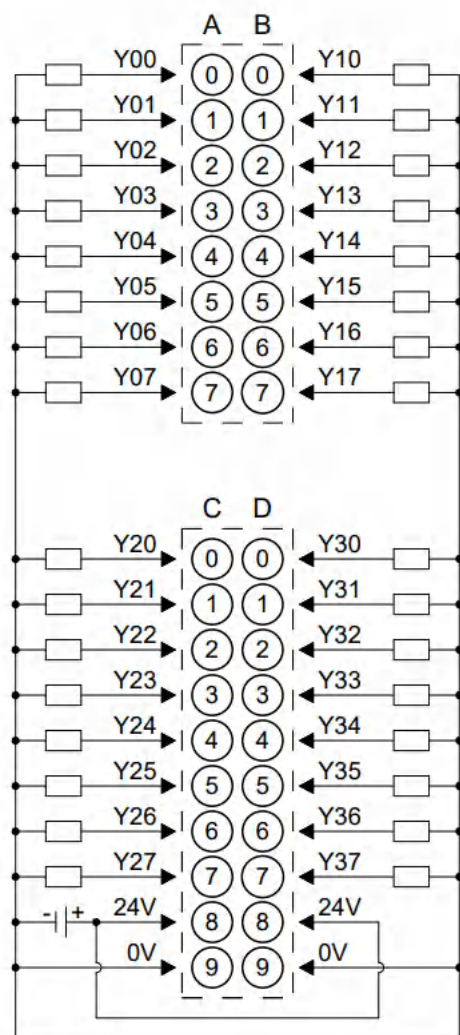 A B
Y00 0 0 Y10
Y01 1 1 Y11
Y02 2 2 Y12
Y03 3 3 Y13
Y04 4 4 Y14
Y05 5 5 Y15
Y06 6 6 Y16
Y07 7 7 Y17
C D
Y20 0 0 Y30
Y21 1 1 Y31
Y22 2 2 Y32
Y23 3 3 Y33
Y24 4 4 Y34
Y25 5 5 Y35
Y26 6 6 Y36
Y27 7 7 Y37
- + 24V 8 8 24V
0V 9 9 0V